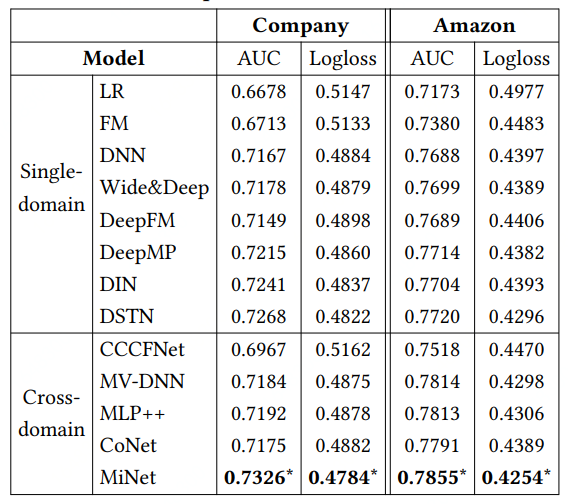 Company Amazon
Model AUC Logloss AUC Logloss
Single-domain
LR 0.6678 0.5147 0.7173 0.4977
FM 0.6713 0.5133 0.7380 0.4483
DNN 0.7167 0.4884 0.7688 0.4397
Wide&Deep 0.7178 0.4879 0.7699 0.4389
DeepFM 0.7149 0.4898 0.7689 0.4406
DeepMP 0.7215 0.4860 0.7714 0.4382
DIN 0.7241 0.4837 0.7704 0.4393
DSTN 0.7268 0.4822 0.7720 0.4296
Cross-domain
CCCFNet 0.6967 0.5162 0.7518 0.4470
MV-DNN 0.7184 0.4875 0.7814 0.4298
MLP++ 0.7192 0.4878 0.7813 0.4306
CoNet 0.7175 0.4882 0.7791 0.4389
MiNet 0.7326* 0.4784* 0.7855* 0.4254*